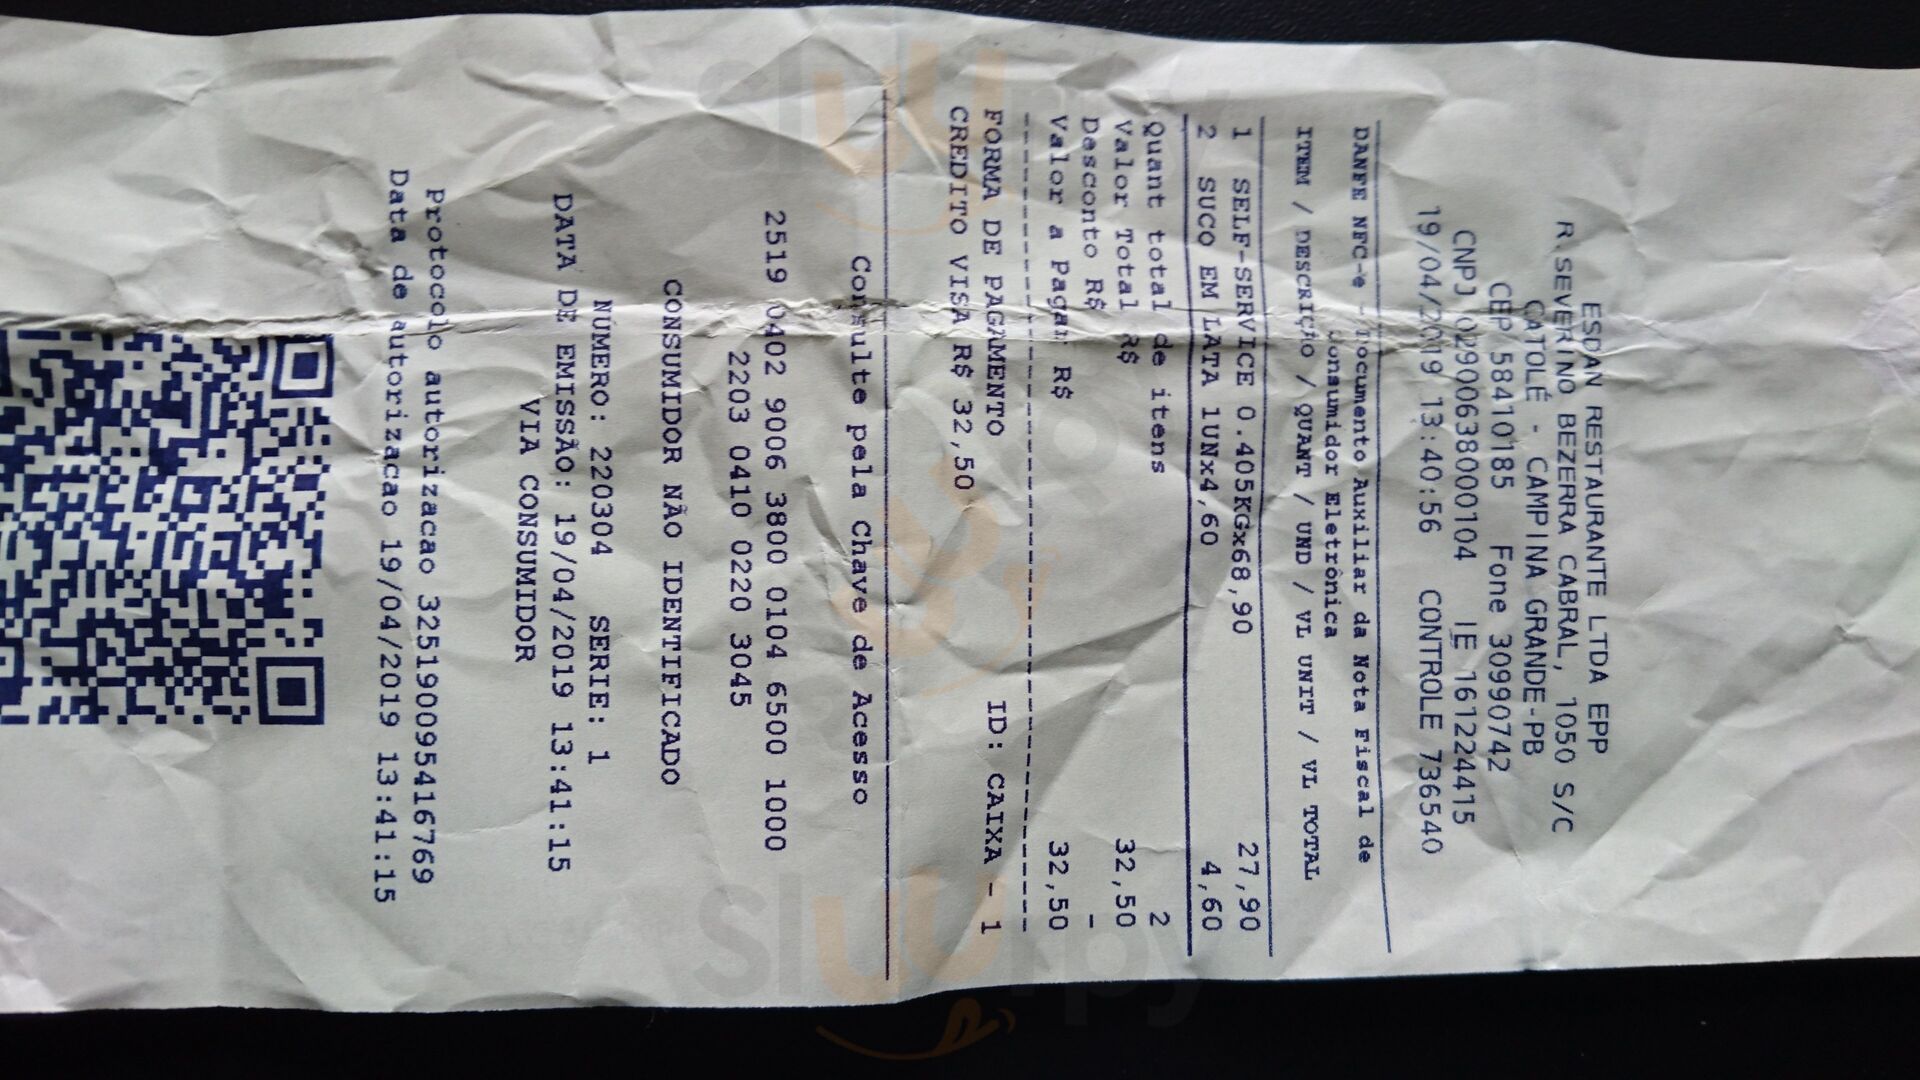 ESDAN RESTAURANTE LTDA EPP
R.SEVERINO BEZERRA CABRAL, 1050 S/C
CATOLÉ - CAMPINA GRANDE-PB
CEP 58410185 Fone 30990742
CNPJ 02900638000104 IE 161224415
19/04/2019 13:40:56 CONTROLE 736540
DANFE NFC-e - Documento Auxiliar da Nota Fiscal de
Consumidor Eletrônica
ITEM / DESCRIÇÃO / QUANT / UND / VL UNIT / VL TOTAL
1 SELF-SERVICE 0.405KGx68,90 27,90
2 SUCO EM LATA 1UNx4,60 4,60
Quant total de itens 2
Valor Total R$ 32,50
Desconto R$ -
Valor a Pagar R$ 32,50
FORMA DE PAGAMENTO ID: CAIXA - 1
CREDITO VISA R$ 32,50
Consulte pela Chave de Acesso
2519 0402 9006 3800 0104 6500 1000
2203 0410 0220 3045
CONSUMIDOR NÃO IDENTIFICADO
NÚMERO: 220304 SERIE: 1
DATA DE EMISSÃO: 19/04/2019 13:41:15
VIA CONSUMIDOR
Protocolo autorizacao 325190095416769
Data de autorizacao 19/04/2019 13:41:15
sluurpy
sluurpy